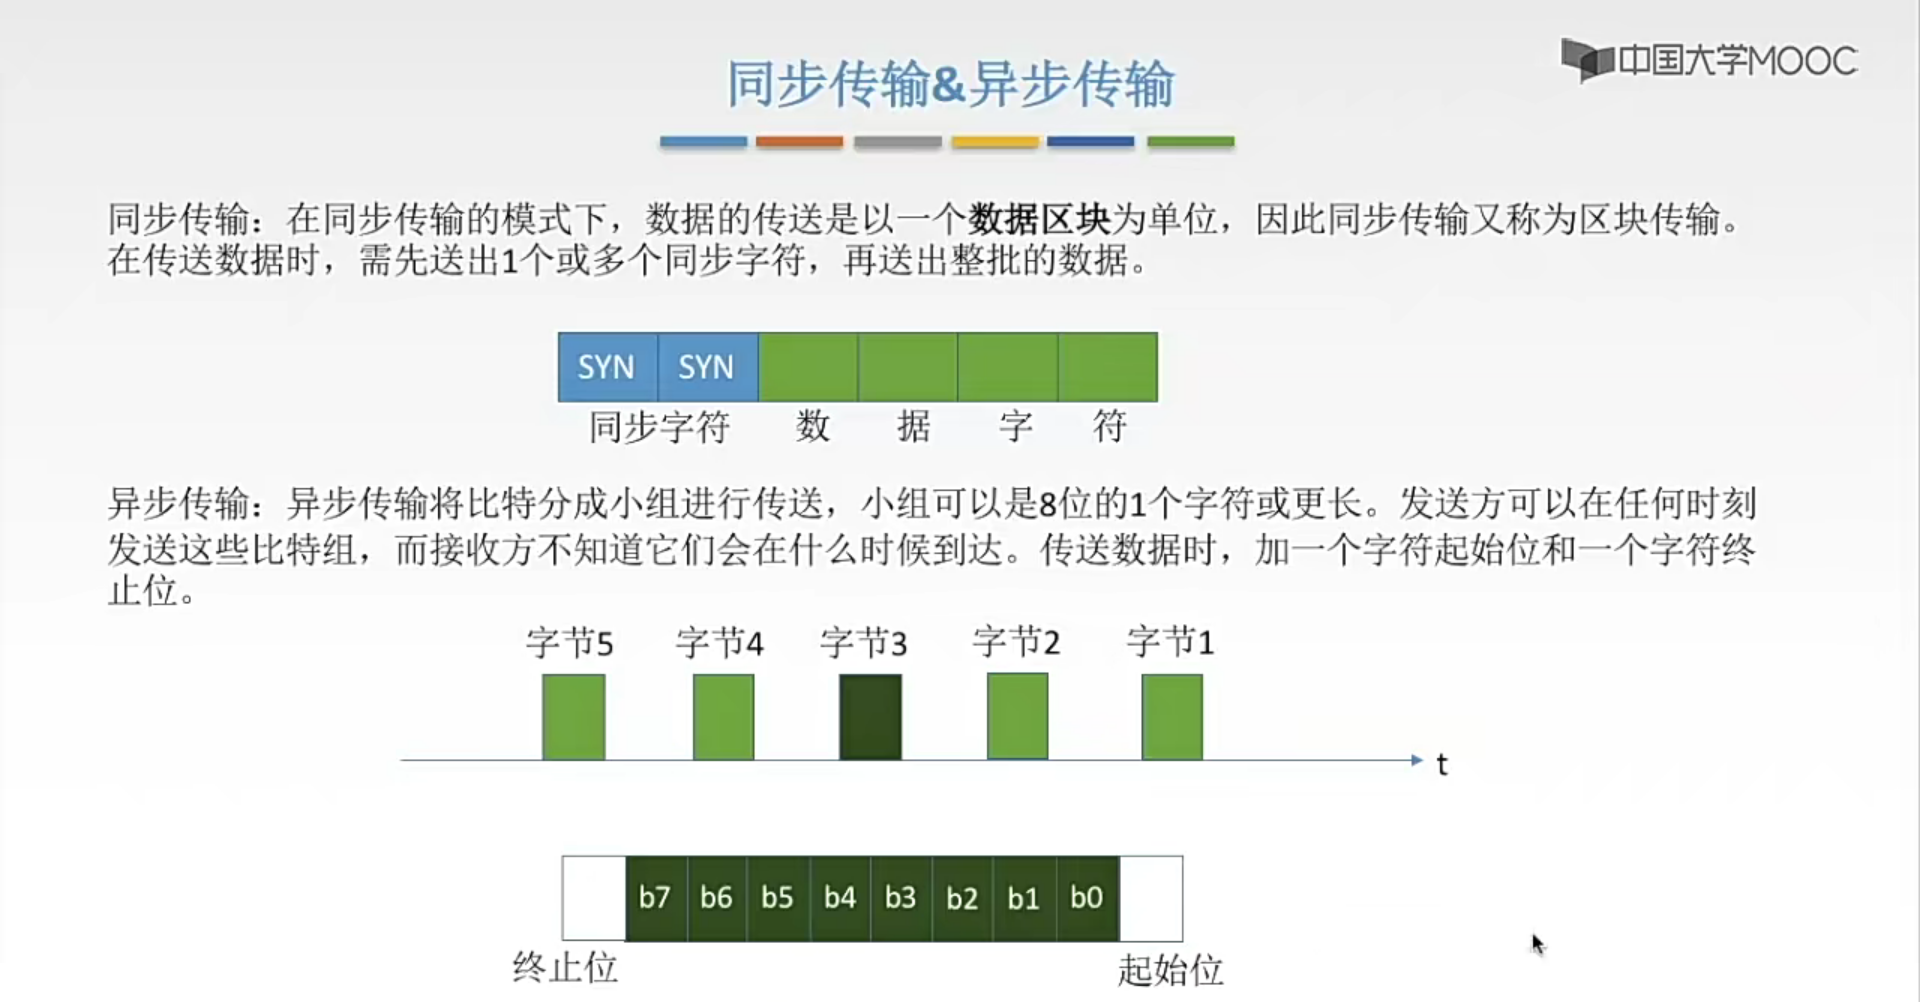 中国大学MOOC
同步传输&异步传输
同步传输：在同步传输的模式下，数据的传送是以一个数据区块为单位，因此同步传输又称为区块传输。
在传送数据时，需先送出1个或多个同步字符，再送出整批的数据。
SYN SYN
同步字符 数 据 字 符
异步传输：异步传输将比特分成小组进行传送，小组可以是8位的1个字符或更长。发送方可以在任何时刻
发送这些比特组，而接收方不知道它们会在什么时候到达。传送数据时，加一个字符起始位和一个字符终
止位。
字节5 字节4 字节3 字节2 字节1
t
b7 b6 b5 b4 b3 b2 b1 b0
终止位 起始位